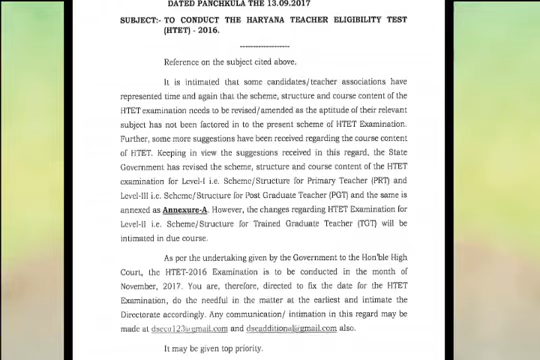 DATED PANCHKULA THE 13.09.2017
SUBJECT:- TO CONDUCT THE HARYANA TEACHER ELIGIBILITY TEST
(HTET) - 2016.
Reference on the subject cited above.
It is intimated that some candidates/teacher associations have
represented time and again that the scheme, structure and course content of the
HTET examination needs to be revised/amended as the aptitude of their relevant
subject has not been factored in to the present scheme of HTET Examination.
Further, some more suggestions have been received regarding the course content
of HTET. Keeping in view the suggestions received in this regard, the State
Government has revised the scheme, structure and course content of the HTET
examination for Level-I i.e. Scheme/Structure for Primary Teacher (PRT) and
Level-III i.e. Scheme/Structure for Post Graduate Teacher (PGT) and the same is
annexed as Annexure-A. However, the changes regarding HTET Examination for
Level-II i.e. Scheme/Structure for Trained Graduate Teacher (TGT) will be
intimated in due course.
As per the undertaking given by the Government to the Hon'ble High
Court, the HTET-2016 Examination is to be conducted in the month of
November, 2017. You are, therefore, directed to fix the date for the HTET
Examination, do the needful in the matter at the earliest and intimate the
Directorate accordingly. Any communication/ intimation in this regard may be
made at and dseadditional@gmail.com also.
It may be given top priority.